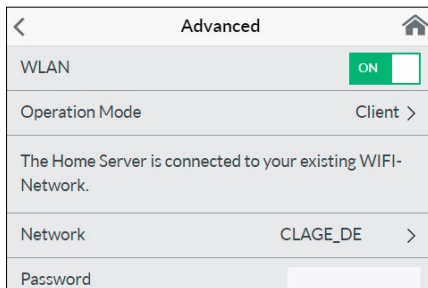 Advanced
WLAN ON
Operation Mode Client
The Home Server is connected to your existing WIFI-
Network.
Network CLAGE_DE
Password